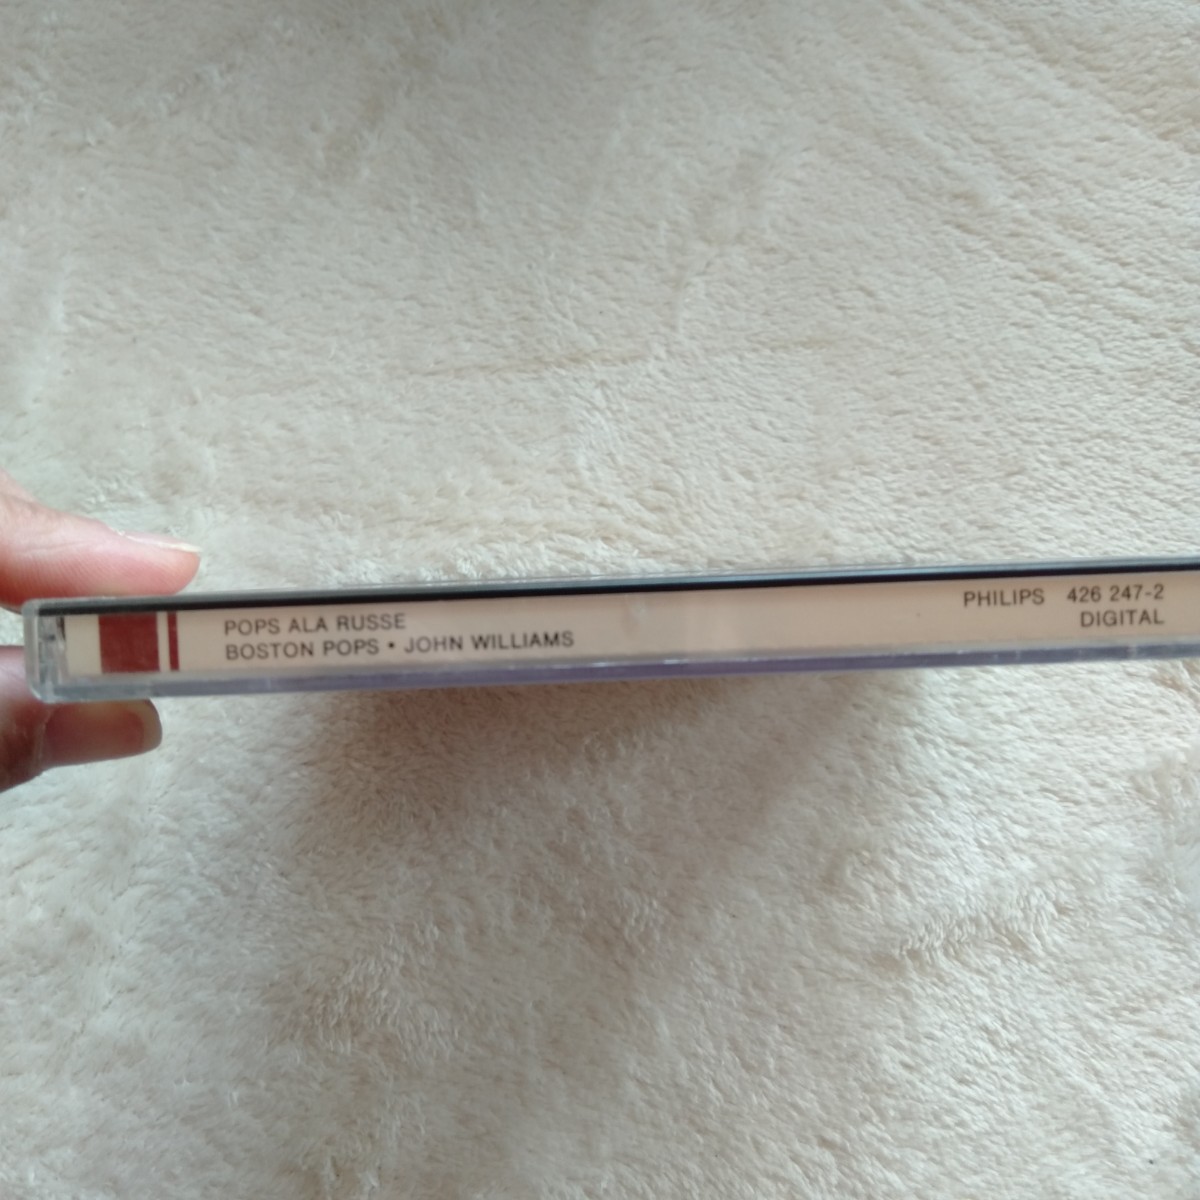 POPS ALA RUSSE
BOSTON POPS • JOHN WILLIAMS
PHILIPS 426 247-2
DIGITAL